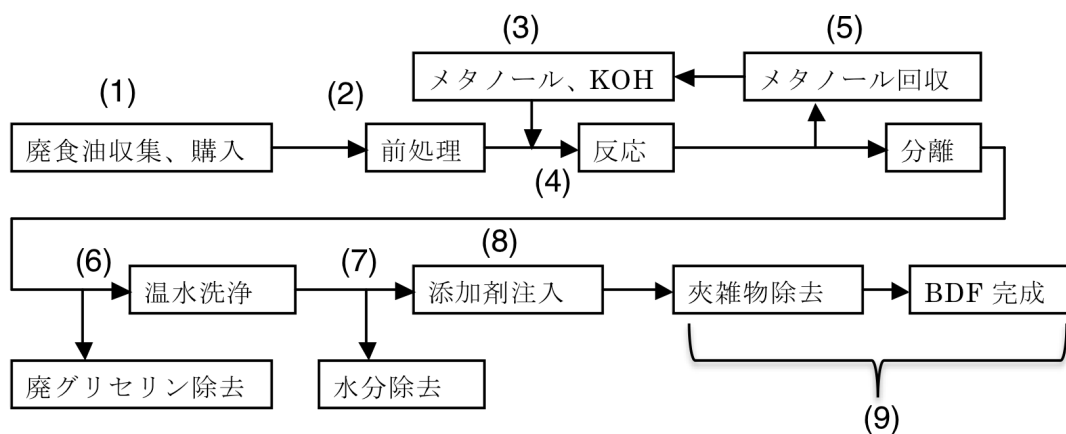 (3)
(5)
メタノール、KOH
メタノール回収
(1)
(2)
廃食油収集、購入
前処理
反応
分離
(4)
(6)
(7)
(8)
温水洗浄
添加剤注入
夾雑物除去
BDF 完成
廃グリセリン除去
水分除去
(9)